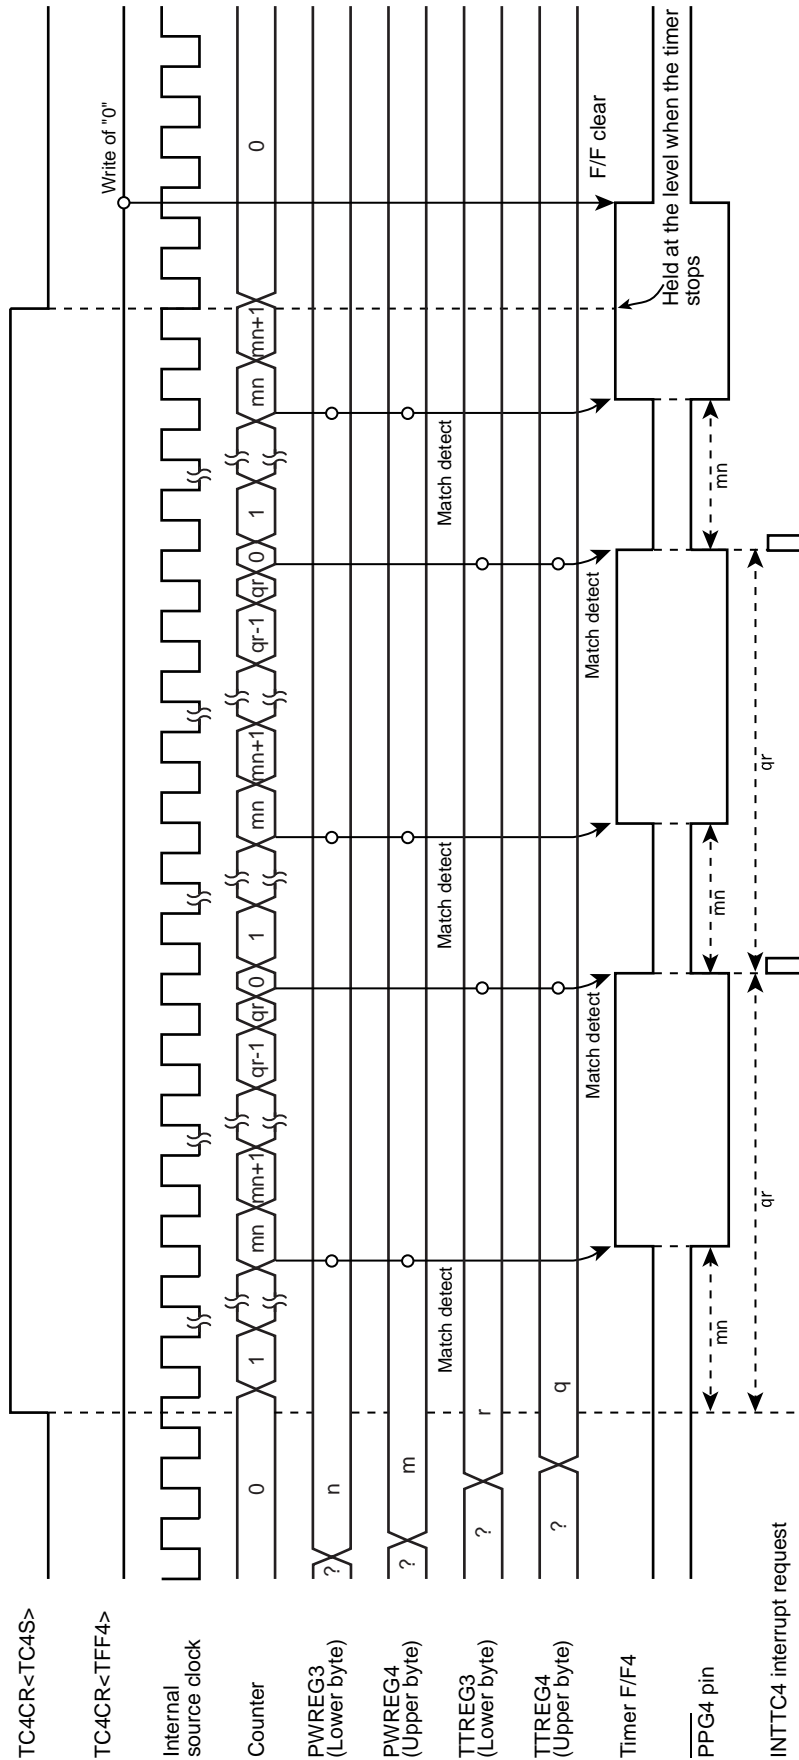 TC4CR<TC4S>
TC4CR<TFF4>
Write of "0"
Internal
source clock
Counter
0
1
mn
mn+1
qr-1
qr
0
1
mn
mn+1
qr-1
qr
0
1
mn
mn+1
0
PWREG3
(Lower byte)
?
n
PWREG4
(Upper byte)
?
m
Match detect
Match detect
Match detect
TTREG3
(Lower byte)
?
r
TTREG4
(Upper byte)
?
q
Match detect
Match detect
F/F clear
Timer F/F4
Held at the level when the timer
stops
PPG4 pin
mn
mn
mn
qr
qr
INTTC4 interrupt request